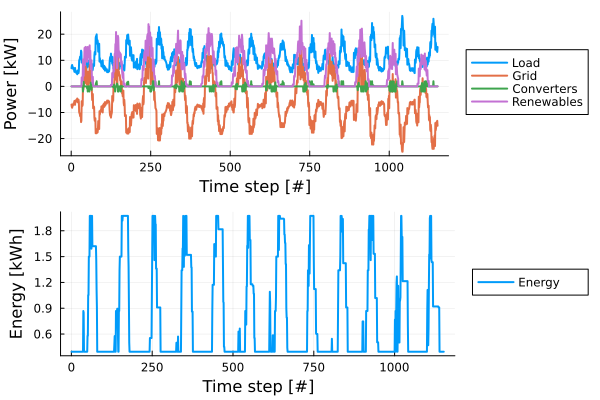 Power [kW]
20
10
0
−10
−20
0
250
500
750
1000
Time step [#]
Load
Grid
Converters
Renewables
Energy [kWh]
1.8
1.5
1.2
0.9
0.6
0
250
500
750
1000
Time step [#]
Energy